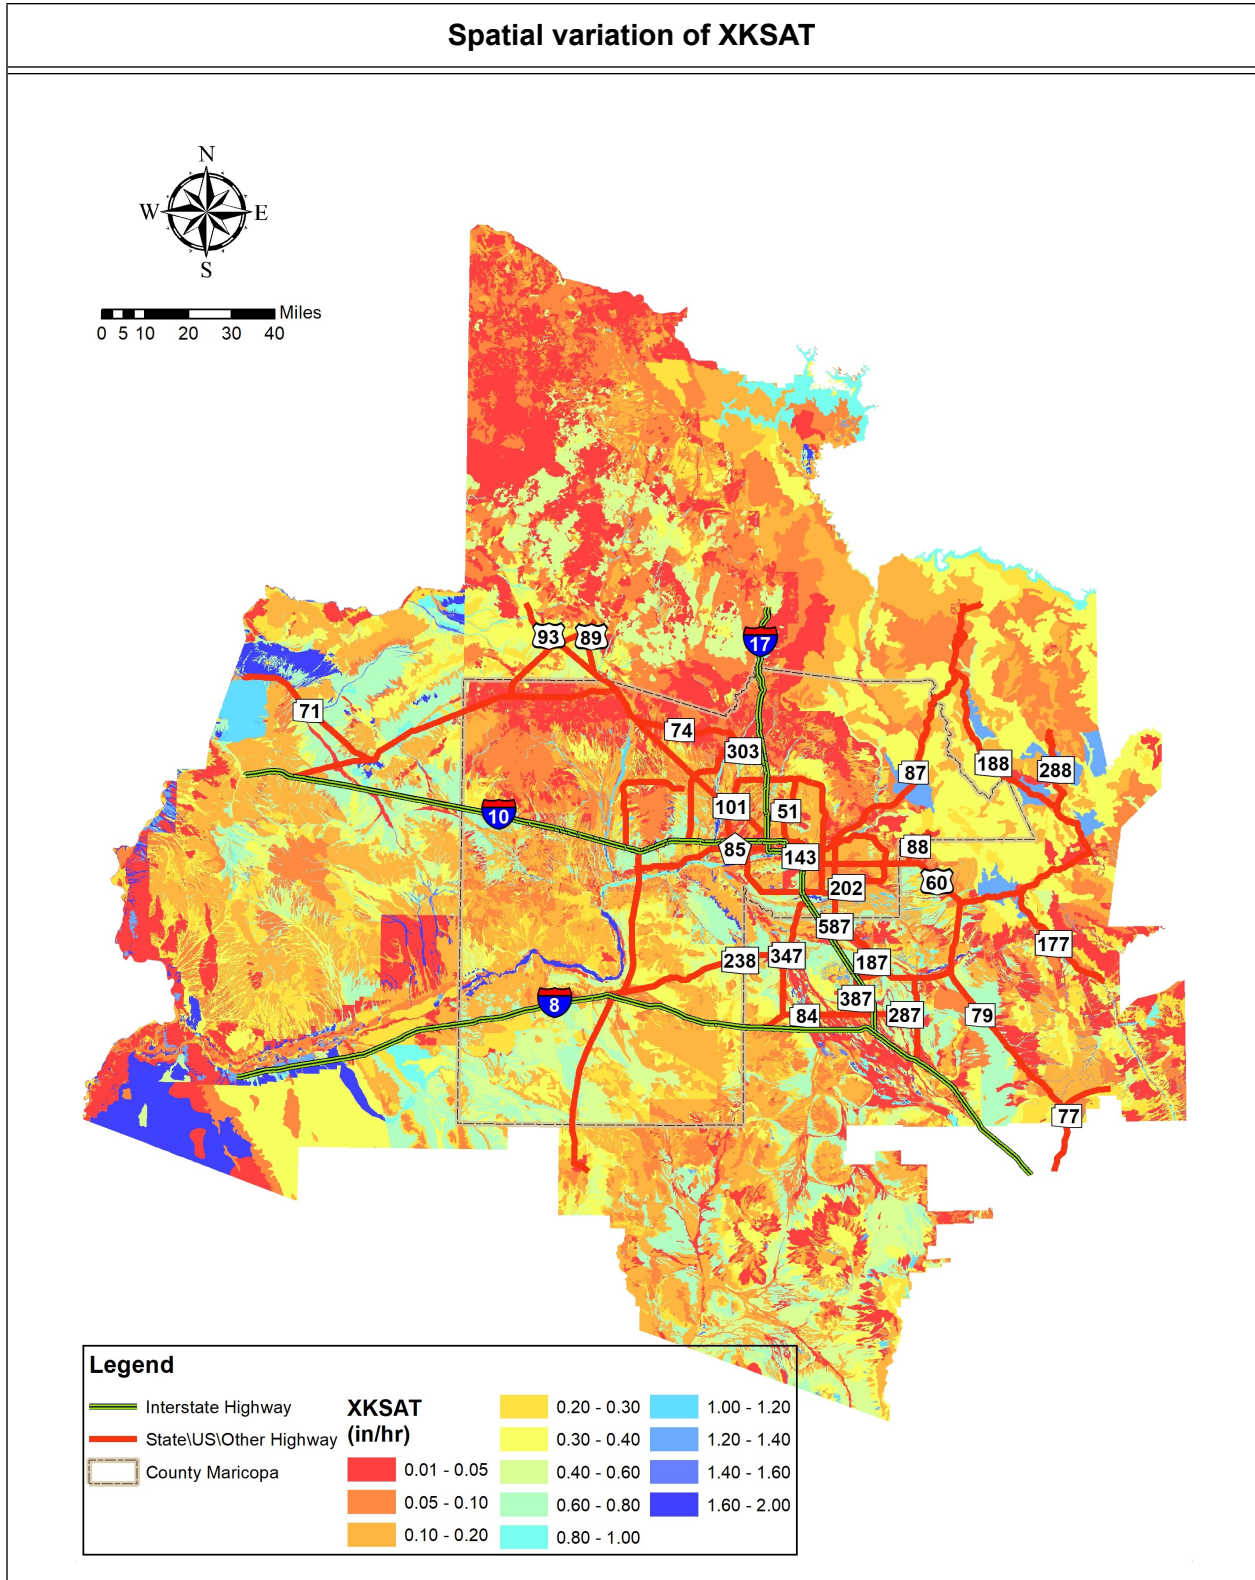 Spatial variation of XKSAT
N
W E
S
Miles
0 5 10 20 30 40
93 89
17
71
74
303
87
188
288
10
101
51
85
143
88
60
202
587
177
238
347
187
8
387
84
287
79
77
Legend
Interstate Highway
State\US\Other Highway
County Maricopa
XKSAT
(in/hr)
0.01 - 0.05
0.05 - 0.10
0.10 - 0.20
0.20 - 0.30
0.30 - 0.40
0.40 - 0.60
0.60 - 0.80
0.80 - 1.00
1.00 - 1.20
1.20 - 1.40
1.40 - 1.60
1.60 - 2.00